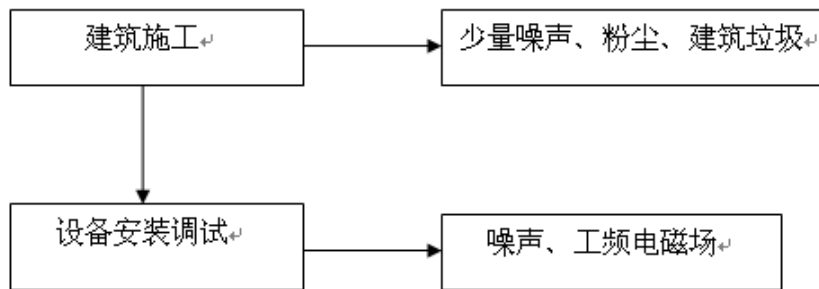 建筑施工
少量噪声、粉尘、建筑垃圾
设备安装调试
噪声、工频电磁场